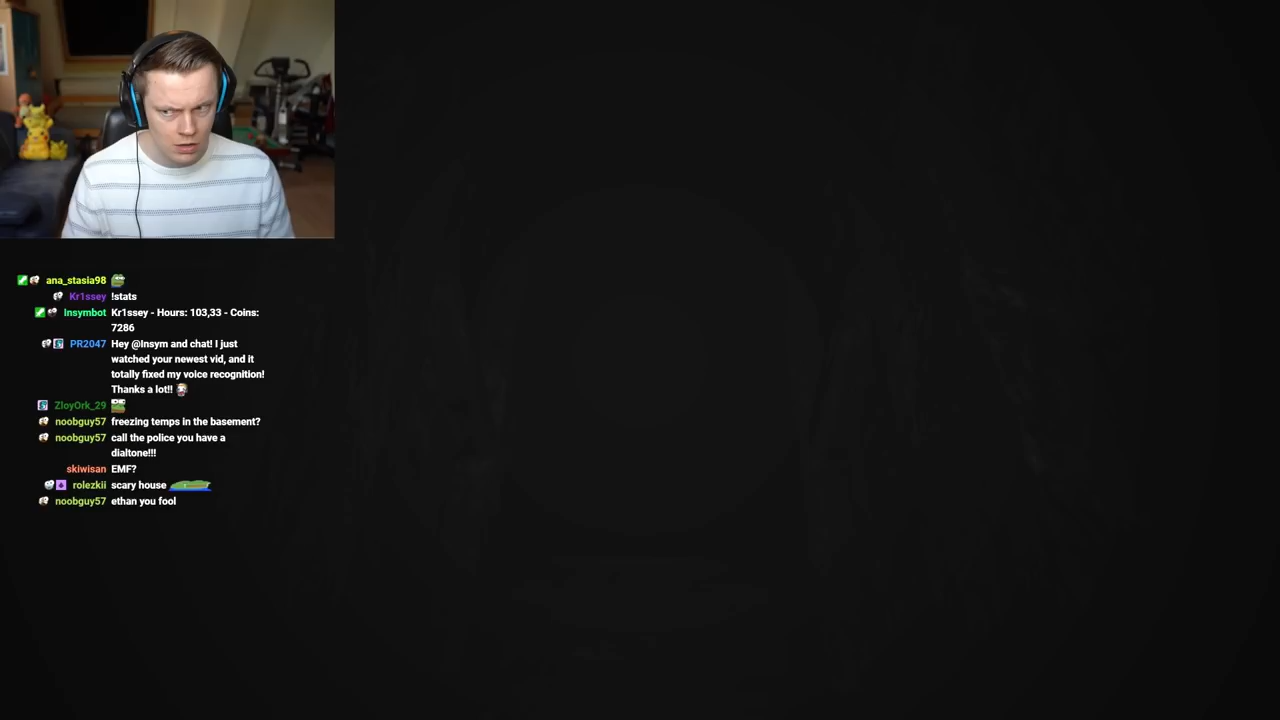 ana_stasia98
Kr1ssey !stats
Insymbot Kr1ssey - Hours: 103,33 - Coins:
7286
PR2047 Hey @Insym and chat! I just
watched your newest vid, and it
totally fixed my voice recognition!
Thanks a lot!!
ZloyOrk_29
noobguy57 freezing temps in the basement?
noobguy57 call the police you have a
dialtone!!!
skiwisan EMF?
rolezkii scary house
noobguy57 ethan you fool